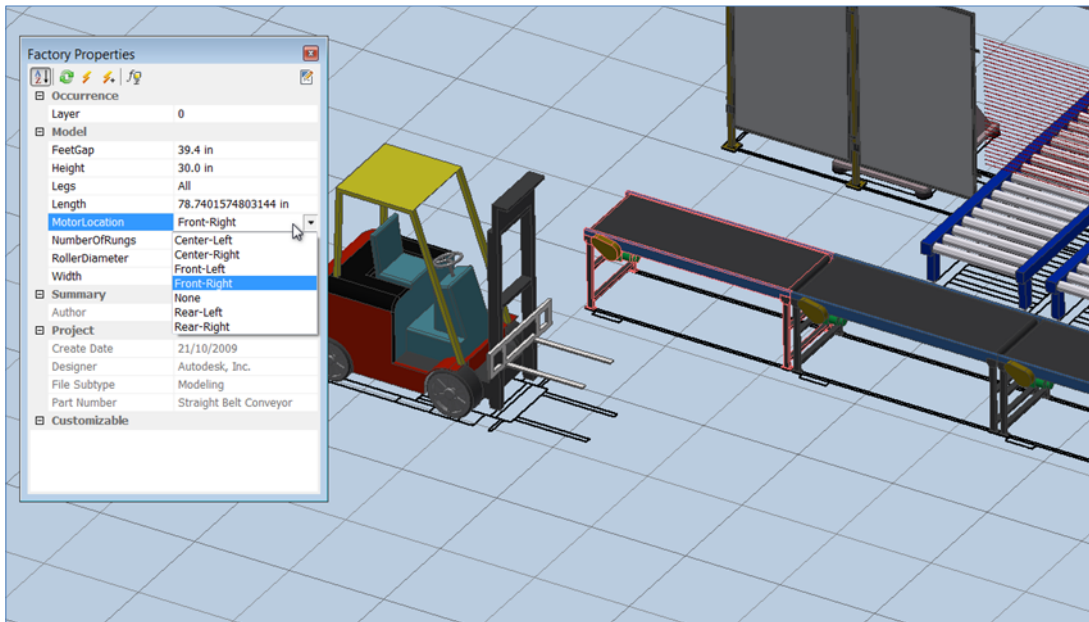 Factory Properties
Occurrence
Layer 0
Model
FeetGap 39.4 in
Height 30.0 in
Legs All
Length 78.7401574803144 in
MotorLocation Front-Right
NumberOfRungs Center-Left
Center-Right
RollerDiameter Front-Left
Front-Right
Width None
Summary Rear-Left
Author Rear-Right
Project
Create Date 21/10/2009
Designer Autodesk, Inc.
File Subtype Modeling
Part Number Straight Belt Conveyor
Customizable